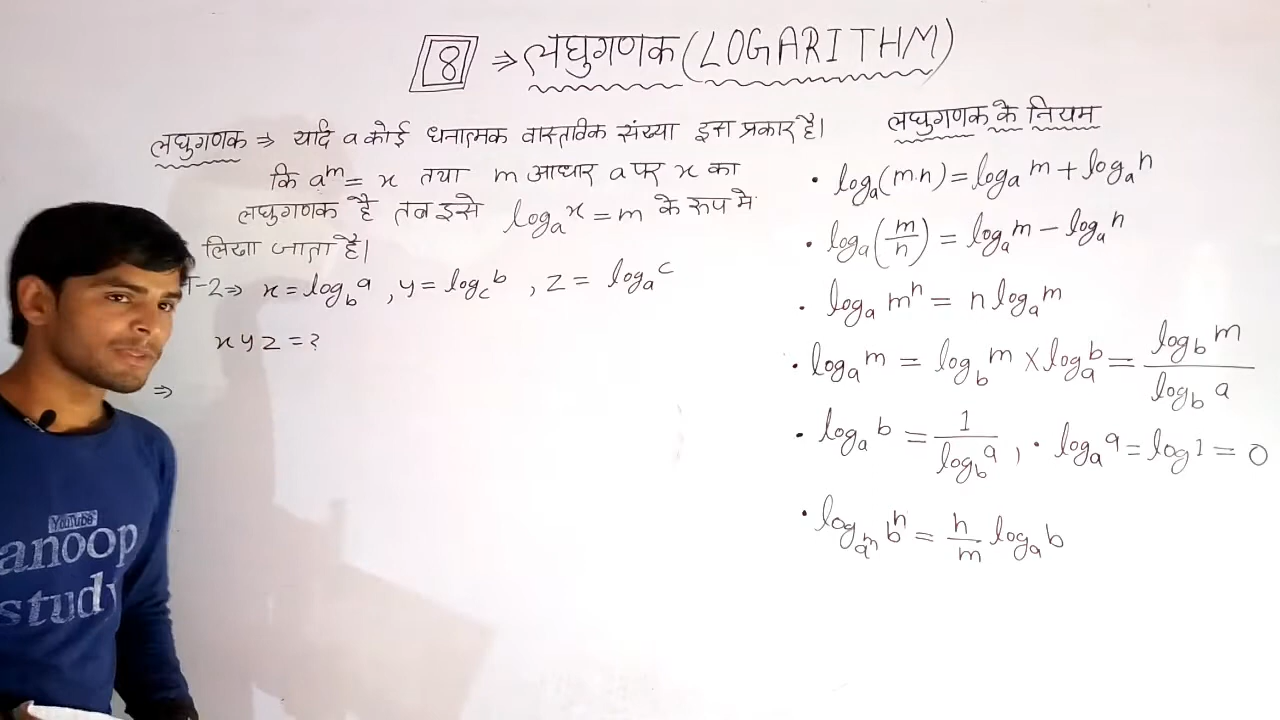 8 ⇒ लघुगणक (LOGARITHM)
लघुगणक ⇒ यदि a कोई धनात्मक वास्तविक संख्या इस प्रकार है।
कि a^m = x तथा m आधार a पर x का
लघुगणक है तब इसे log_a x = m के रूप मे
लिखा जाता है।
-2⇒ x = log_b a , y = log_c b , z = log_a c
x y z = ?
⇒
लघुगणक के नियम
• log_a (m.n) = log_a m + log_a n
• log_a (m/n) = log_a m − log_a n
• log_a m^n = n log_a m
• log_a m = log_b m × log_a b = log_b m / log_b a
• log_a b = 1 / log_b a , • log_a a = log 1 = 0
• log_{a^m} b^n = n/m log_a b
YouTube
anoop
study